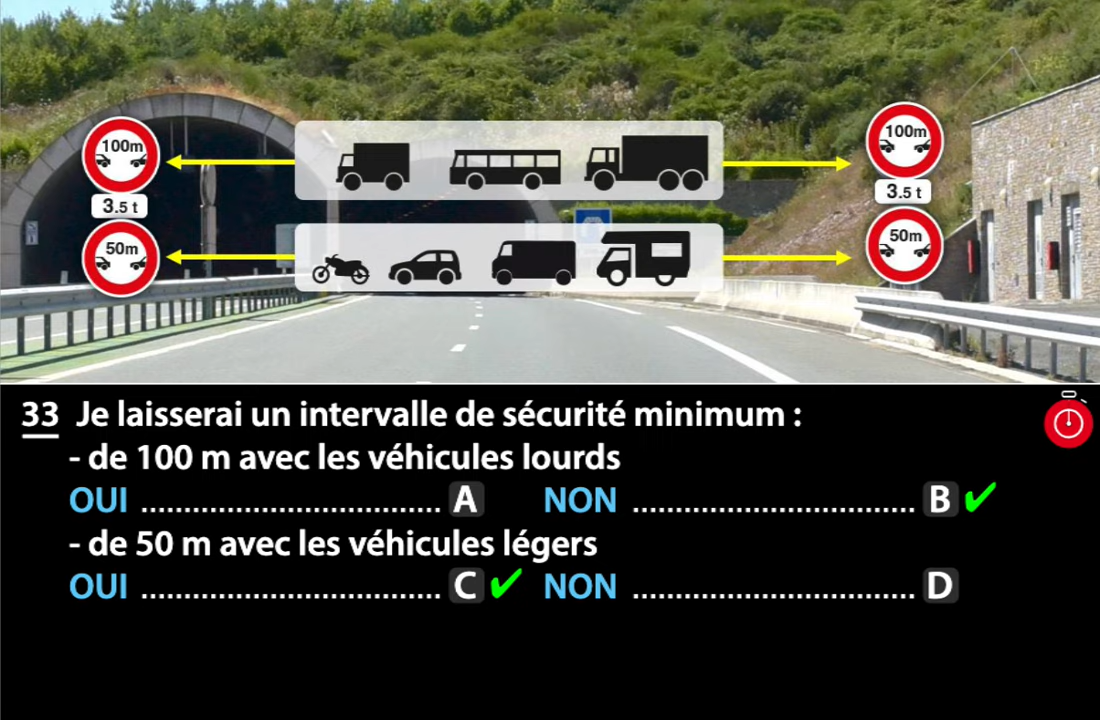 100m
3.5 t
50m
100m
3.5 t
50m
33 Je laisserai un intervalle de sécurité minimum :
- de 100 m avec les véhicules lourds
OUI .................................. A NON ................................. B ✔
- de 50 m avec les véhicules légers
OUI .................................. C ✔ NON ................................. D